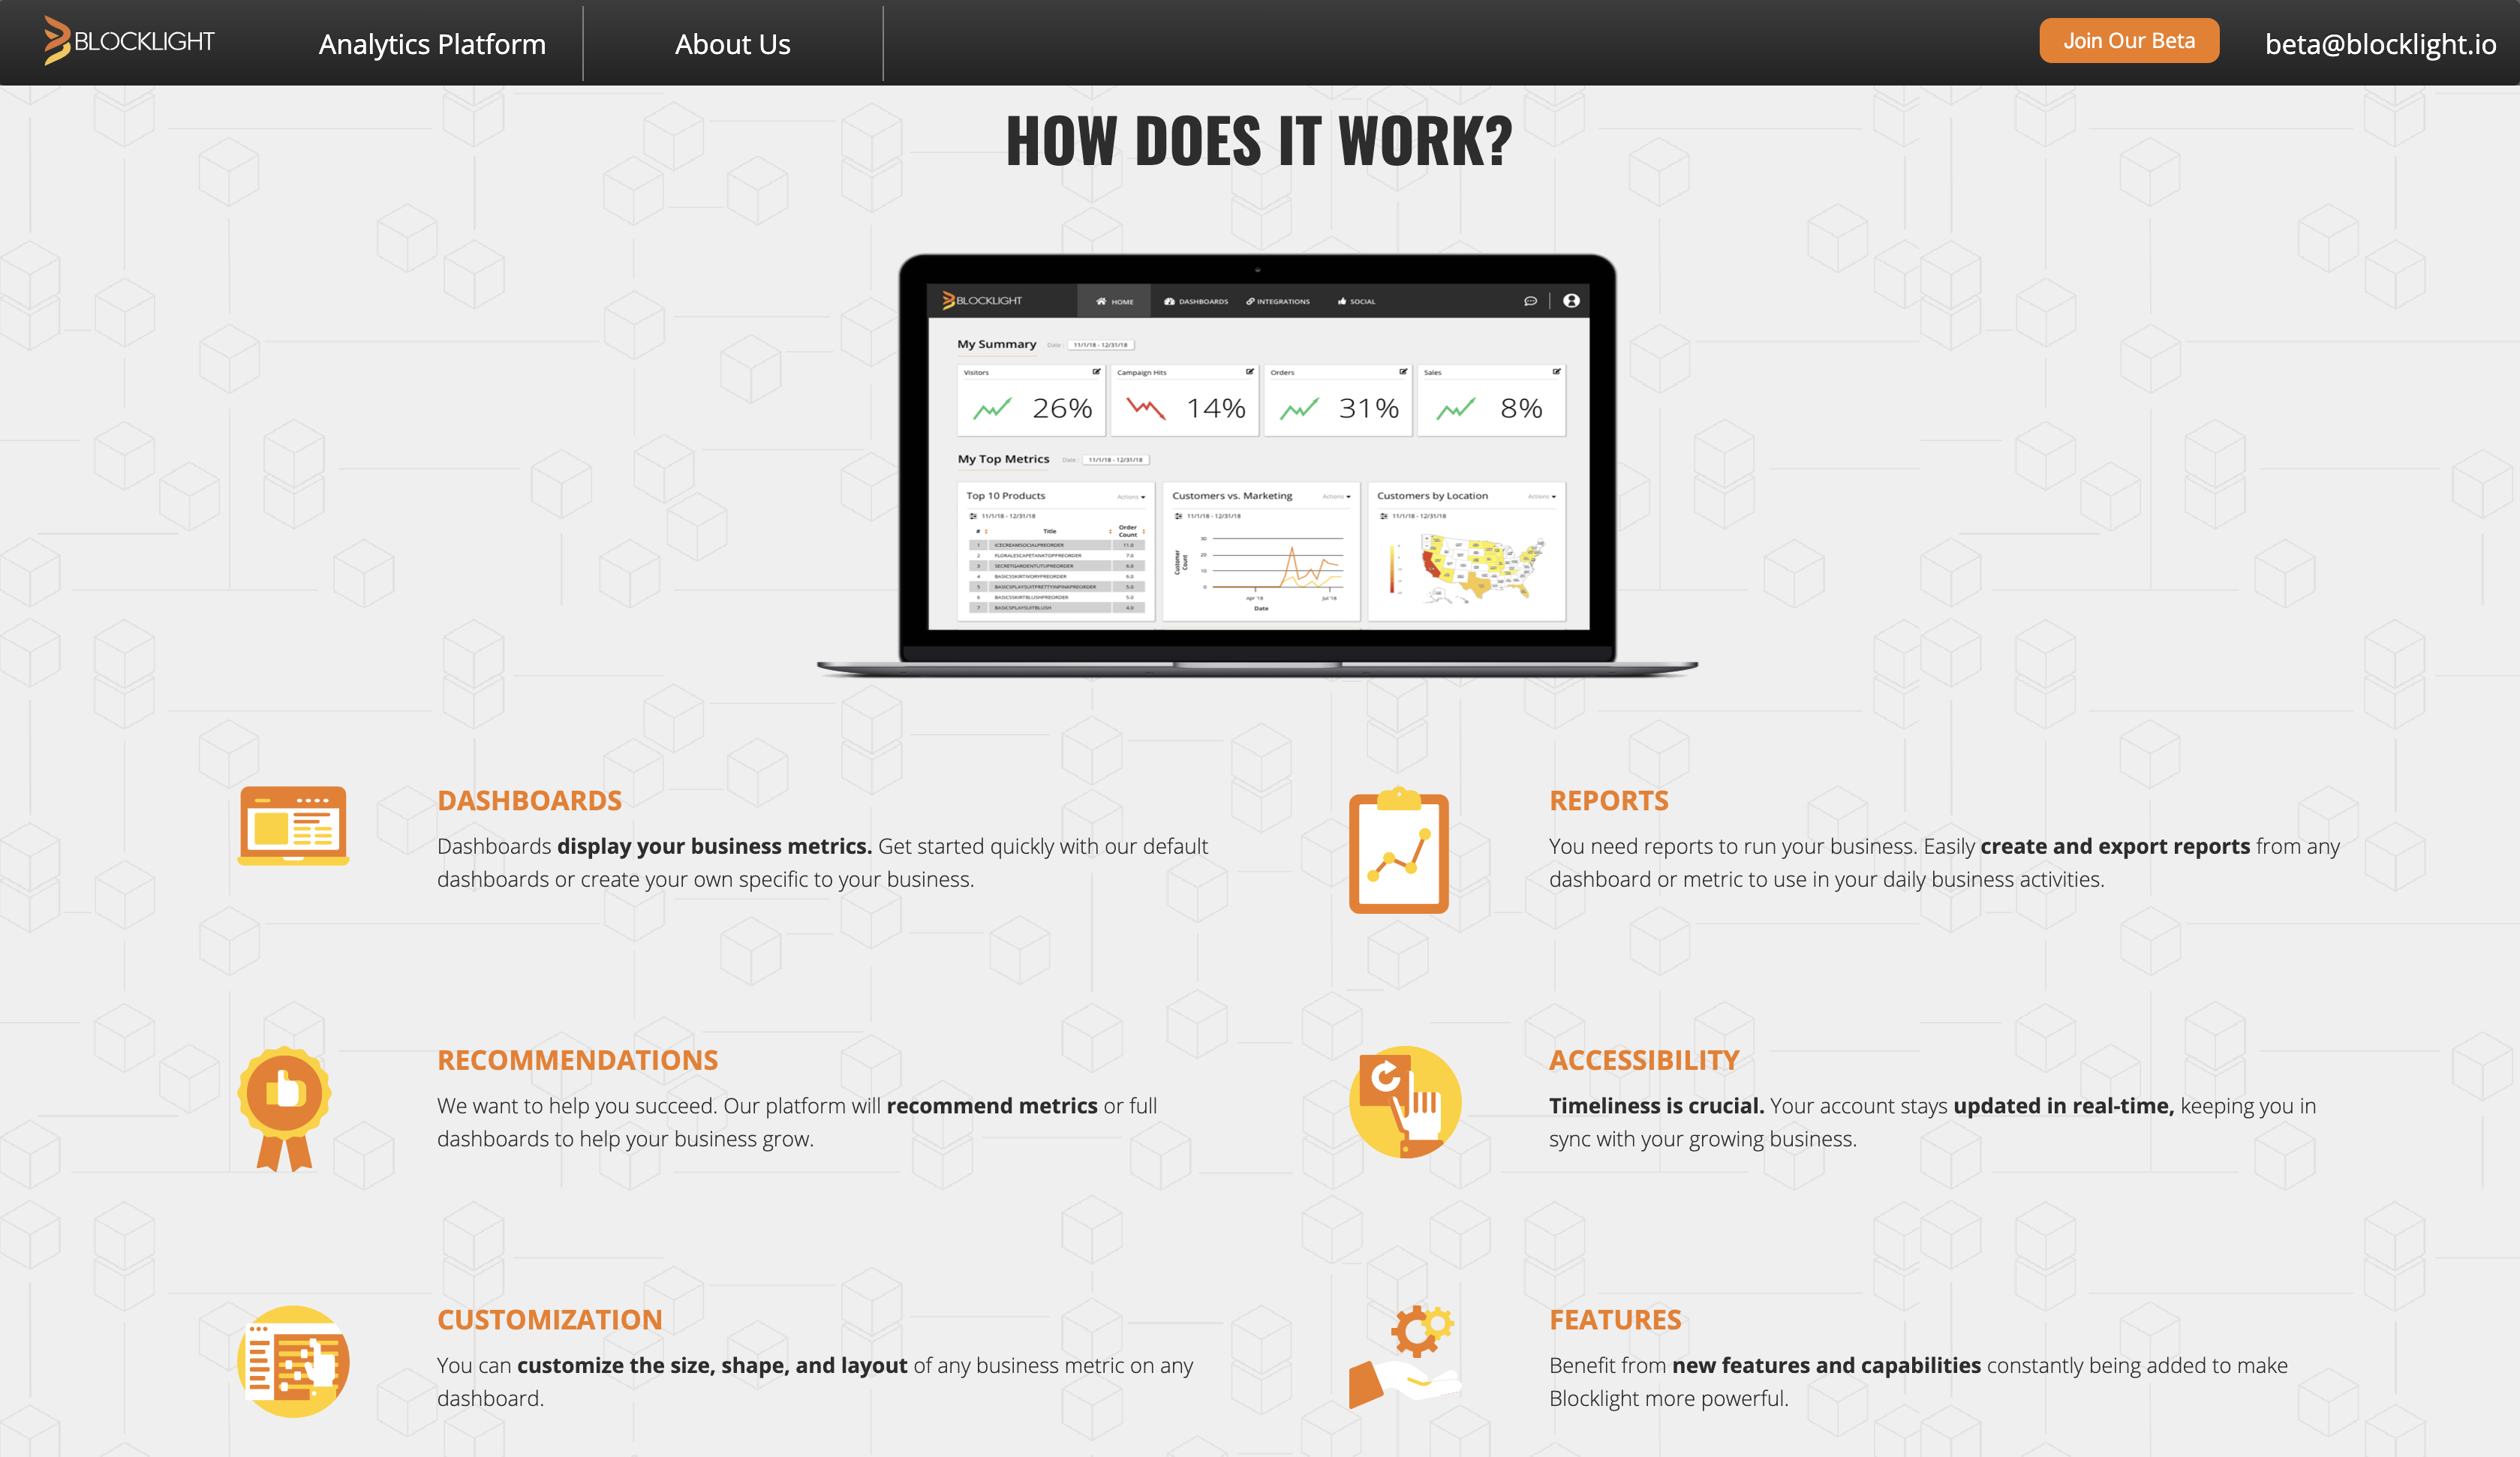 BLOCKLIGHT
Analytics Platform
About Us
Join Our Beta
beta@blocklight.io
HOW DOES IT WORK?
BLOCKLIGHT
HOME
DASHBOARDS
INTEGRATIONS
SOCIAL
My Summary
Date :
11/1/18 - 12/31/18
Visitors
26%
Campaign Hits
14%
Orders
31%
Sales
8%
My Top Metrics
Date :
11/1/18 - 12/31/18
Top 10 Products
Actions
11/1/18 - 12/31/18
# Title Order Count
1 ICECREAMSOCIALPREORDER 11.0
2 FLORALESCAPETANATOPPREORDER 7.0
3 SECRETGARDENTUTUPREORDER 6.0
4 BASICSSKIRTIVORYPREORDER 6.0
5 BASICSPLAYSUITPRETTYINPINKPREORDER 5.0
6 BASICSSKIRTBLUSHPREORDER 5.0
7 BASICSPLAYSUITBLUSH 4.0
Customers vs. Marketing
Actions
11/1/18 - 12/31/18
Customer Count
30
20
10
0
Apr '18
Jul '18
Date
Customers by Location
Actions
11/1/18 - 12/31/18
DASHBOARDS
Dashboards display your business metrics. Get started quickly with our default
dashboards or create your own specific to your business.
REPORTS
You need reports to run your business. Easily create and export reports from any
dashboard or metric to use in your daily business activities.
RECOMMENDATIONS
We want to help you succeed. Our platform will recommend metrics or full
dashboards to help your business grow.
ACCESSIBILITY
Timeliness is crucial. Your account stays updated in real-time, keeping you in
sync with your growing business.
CUSTOMIZATION
You can customize the size, shape, and layout of any business metric on any
dashboard.
FEATURES
Benefit from new features and capabilities constantly being added to make
Blocklight more powerful.